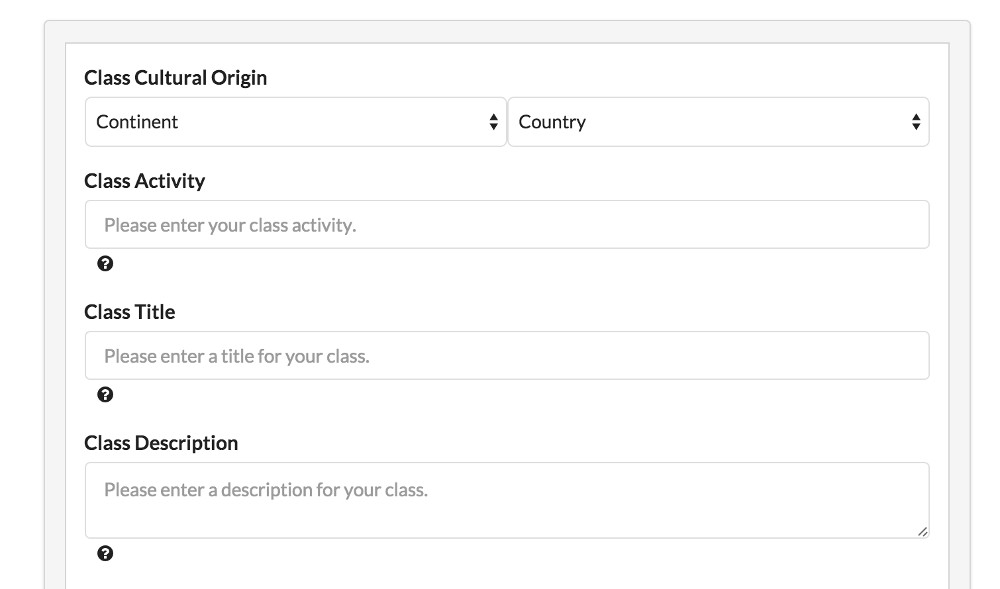 Class Cultural Origin
Continent Country
Class Activity
Please enter your class activity.
?
Class Title
Please enter a title for your class.
?
Class Description
Please enter a description for your class.
?